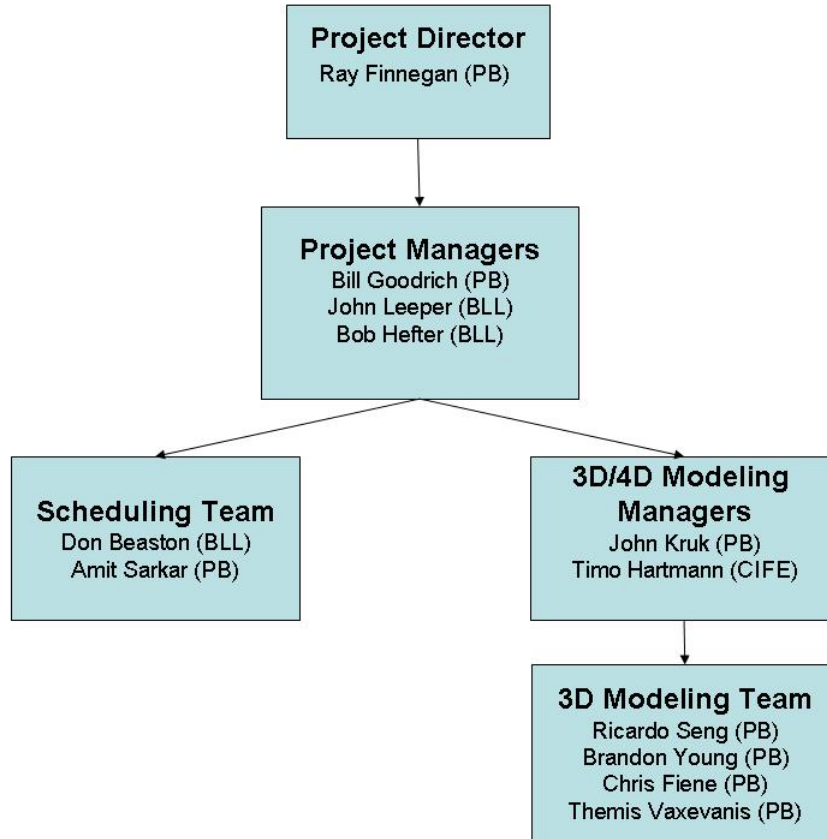 Project Director
Ray Finnegan (PB)
Project Managers
Bill Goodrich (PB)
John Leeper (BLL)
Bob Hefter (BLL)
Scheduling Team
Don Beaston (BLL)
Amit Sarkar (PB)
3D/4D Modeling
Managers
John Kruk (PB)
Timo Hartmann (CIFE)
3D Modeling Team
Ricardo Seng (PB)
Brandon Young (PB)
Chris Fiene (PB)
Themis Vaxevanis (PB)